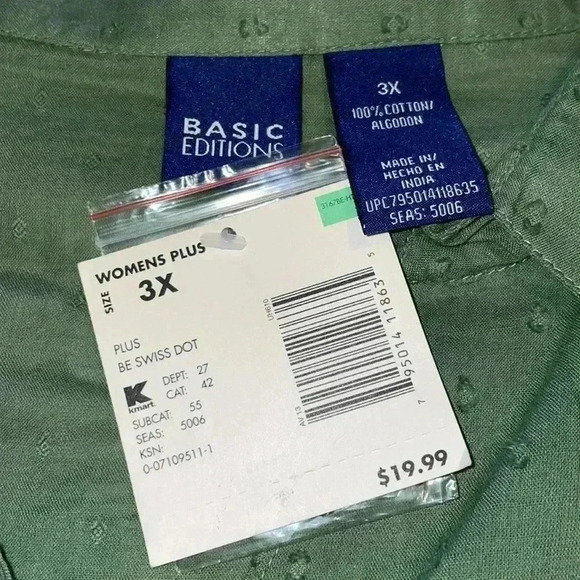 BASIC
EDITIONS
3X
100% COTTON/
ALGODON
MADE IN/
HECHO EN
INDIA
UPC795014118635
SEAS: 5006
WOMENS PLUS
SIZE
3X
PLUS
BE SWISS DOT
K
kmart.
DEPT: 27
CAT: 42
SUBCAT: 55
SEAS: 5006
KSN:
0-07109511-1
AV 13
7 95014 11863 5
$19.99